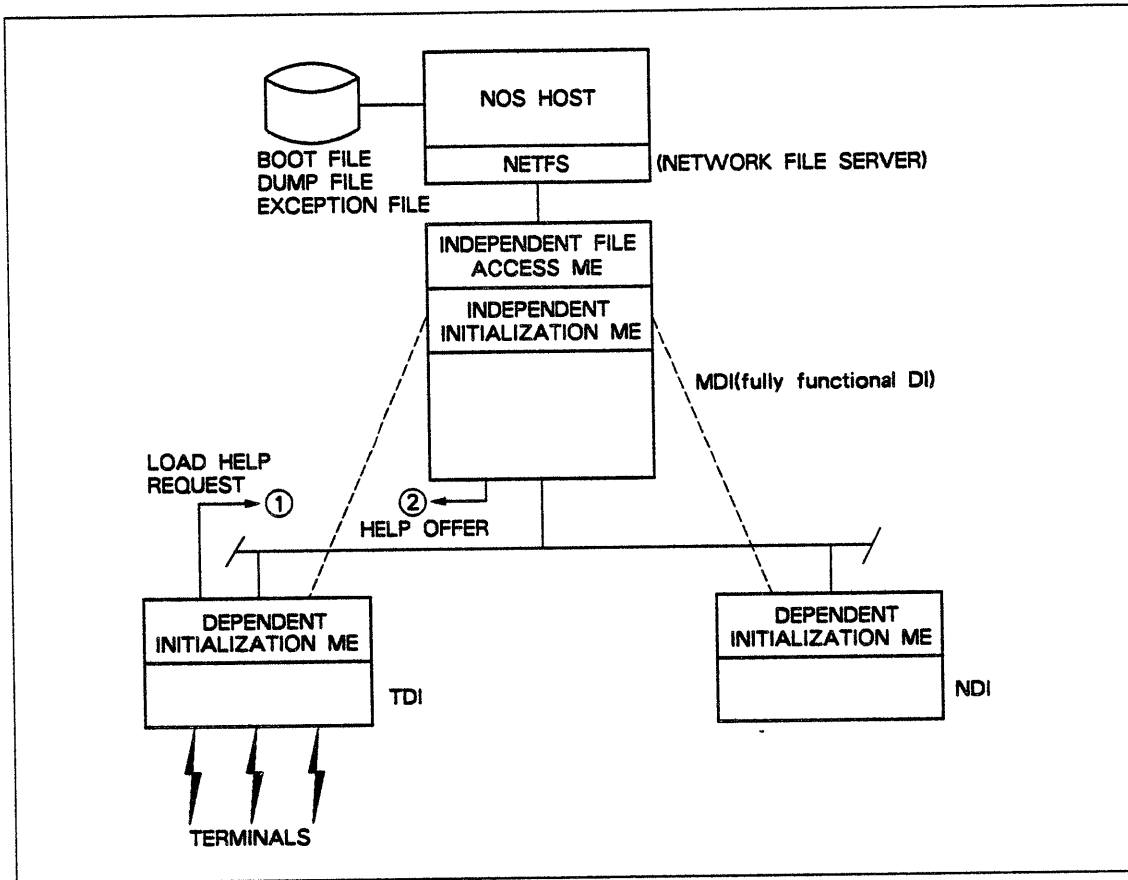 NOS HOST
BOOT FILE
DUMP FILE
EXCEPTION FILE
NETFS
(NETWORK FILE SERVER)
INDEPENDENT FILE
ACCESS ME
INDEPENDENT
INITIALIZATION ME
MDI(fully functional DI)
LOAD HELP
REQUEST
①
②
HELP OFFER
DEPENDENT
INITIALIZATION ME
TDI
DEPENDENT
INITIALIZATION ME
NDI
TERMINALS